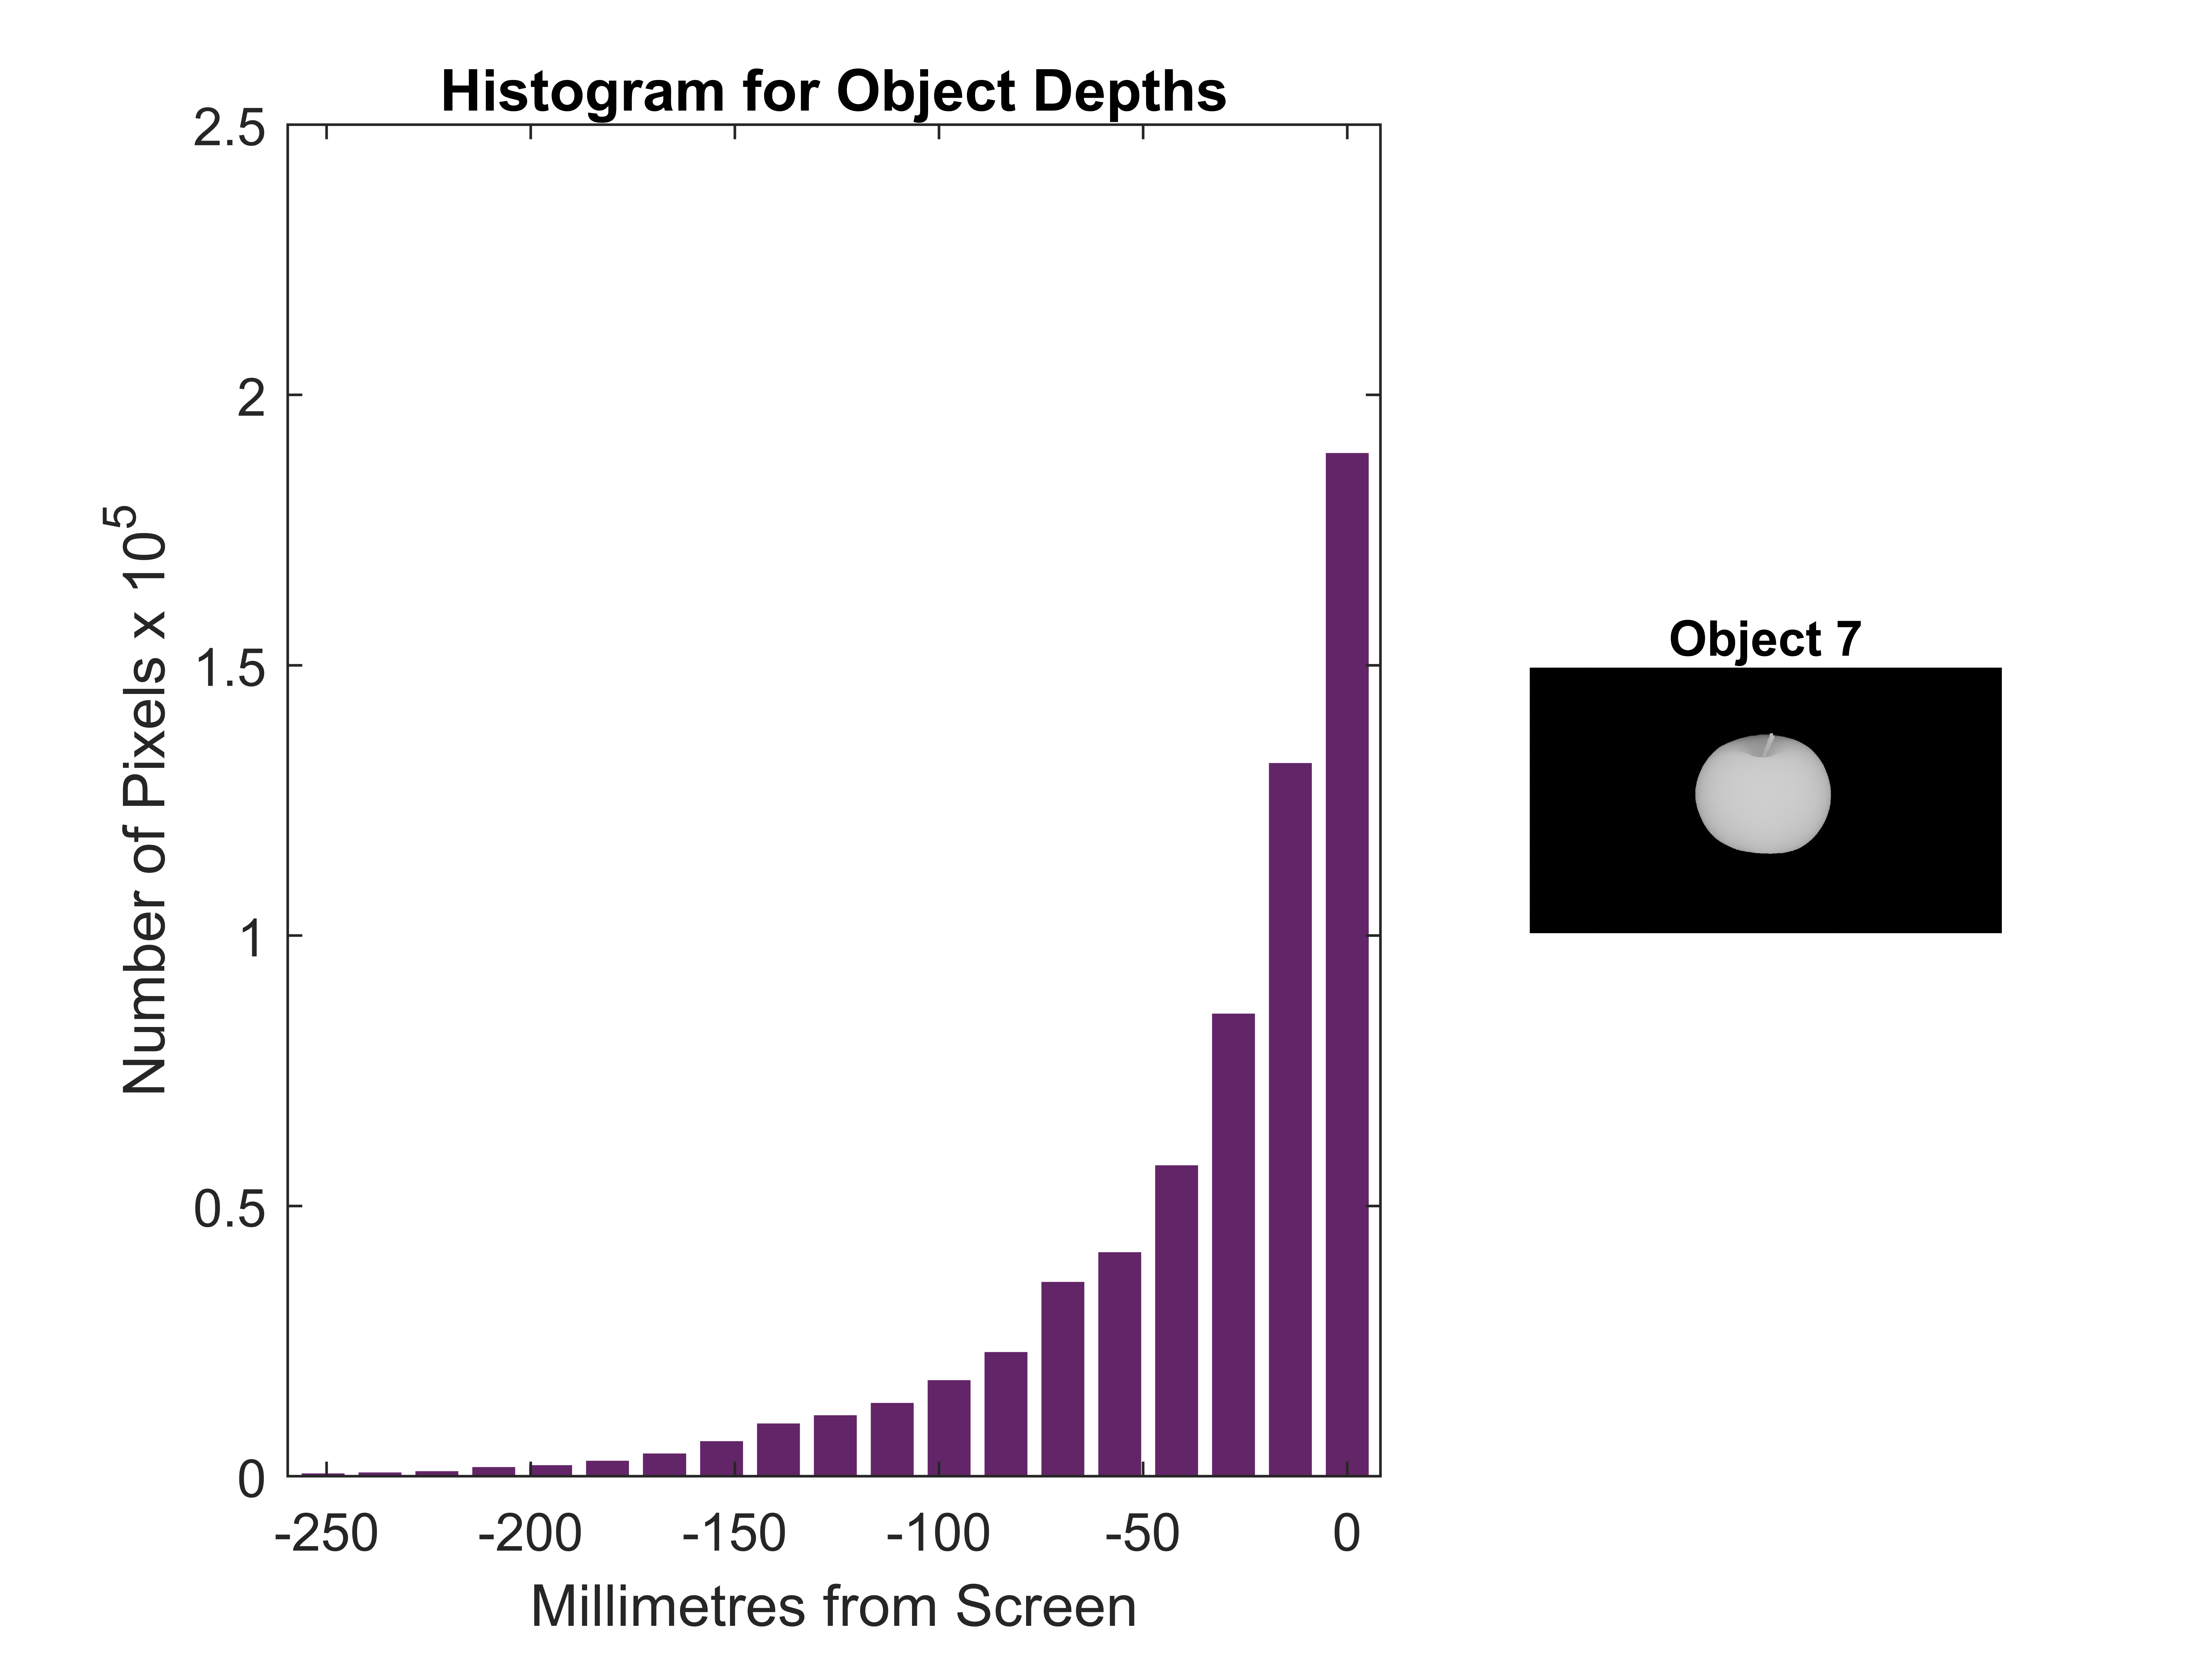 Histogram for Object Depths
2.5
2
1.5
1
0.5
0
Number of Pixels x 10^5
-250 -200 -150 -100 -50 0
Millimetres from Screen
Object 7